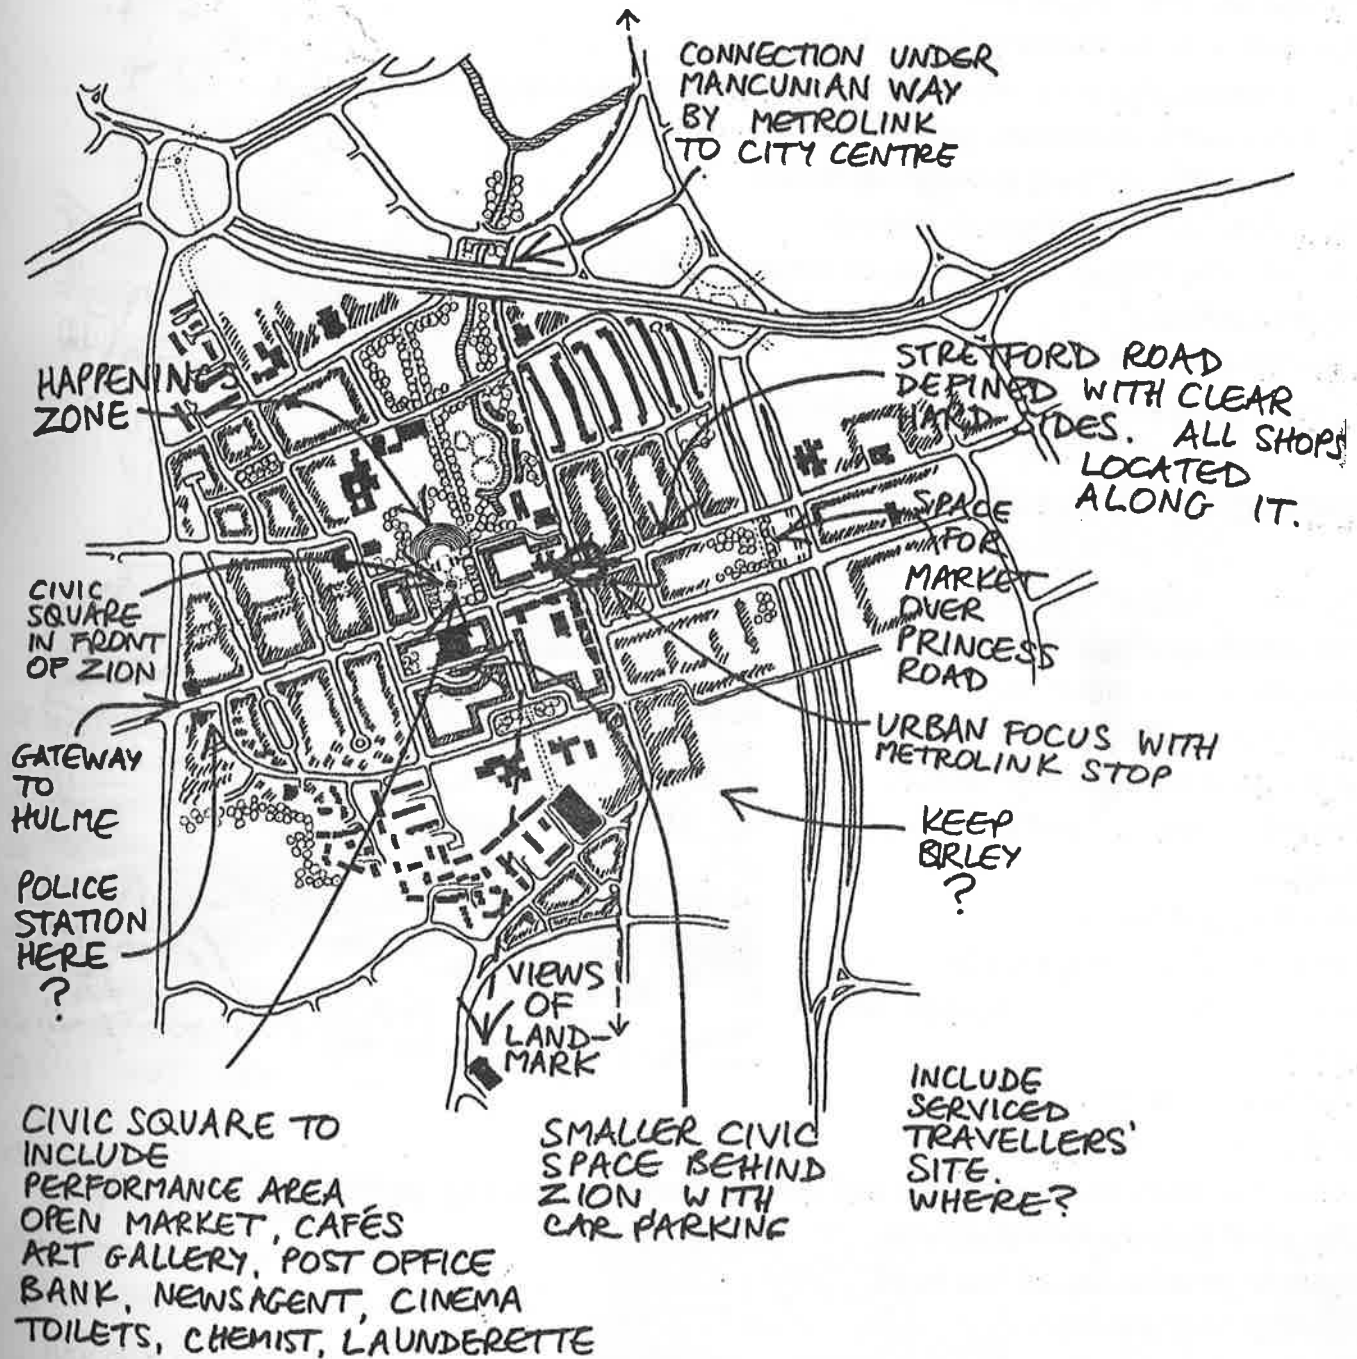 CONNECTION UNDER
MANCUNIAN WAY
BY METROLINK
TO CITY CENTRE
HAPPENINGS
ZONE
STRETFORD ROAD
DEFINED WITH CLEAR
HARD SIDES. ALL SHOPS
LOCATED
ALONG IT.
SPACE
FOR
MARKET
OVER
PRINCESS
ROAD
CIVIC
SQUARE
IN FRONT
OF ZION
GATEWAY
TO
HULME
URBAN FOCUS WITH
METROLINK STOP
KEEP
BIRLEY
?
POLICE
STATION
HERE
?
VIEWS
OF
LAND-
MARK
CIVIC SQUARE TO
INCLUDE
PERFORMANCE AREA
OPEN MARKET, CAFÉS
ART GALLERY, POST OFFICE
BANK, NEWSAGENT, CINEMA
TOILETS, CHEMIST, LAUNDERETTE
SMALLER CIVIC
SPACE BEHIND
ZION WITH
CAR PARKING
INCLUDE
SERVICED
TRAVELLERS'
SITE.
WHERE?